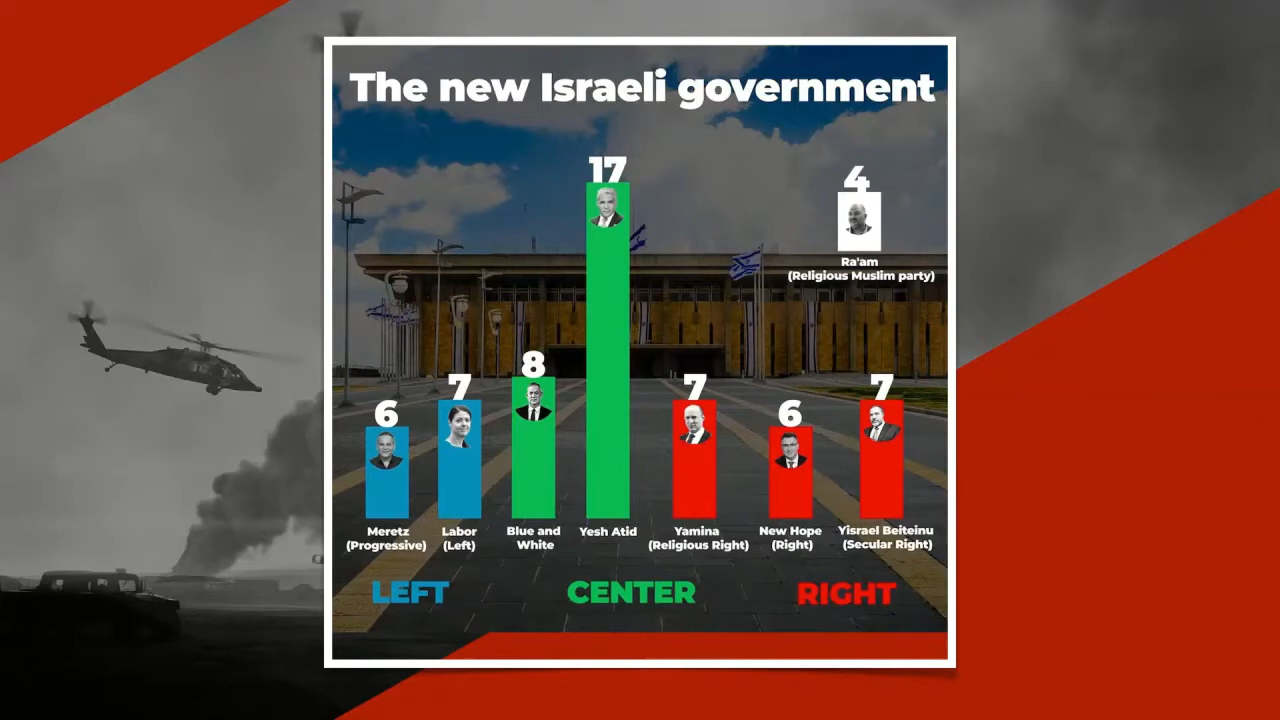 The new Israeli government
17
4
Ra'am
(Religious Muslim party)
8
7
7
7
6
6
Meretz
(Progressive)
Labor
(Left)
Blue and
White
Yesh Atid
Yamina
(Religious Right)
New Hope
(Right)
Yisrael Beiteinu
(Secular Right)
LEFT
CENTER
RIGHT